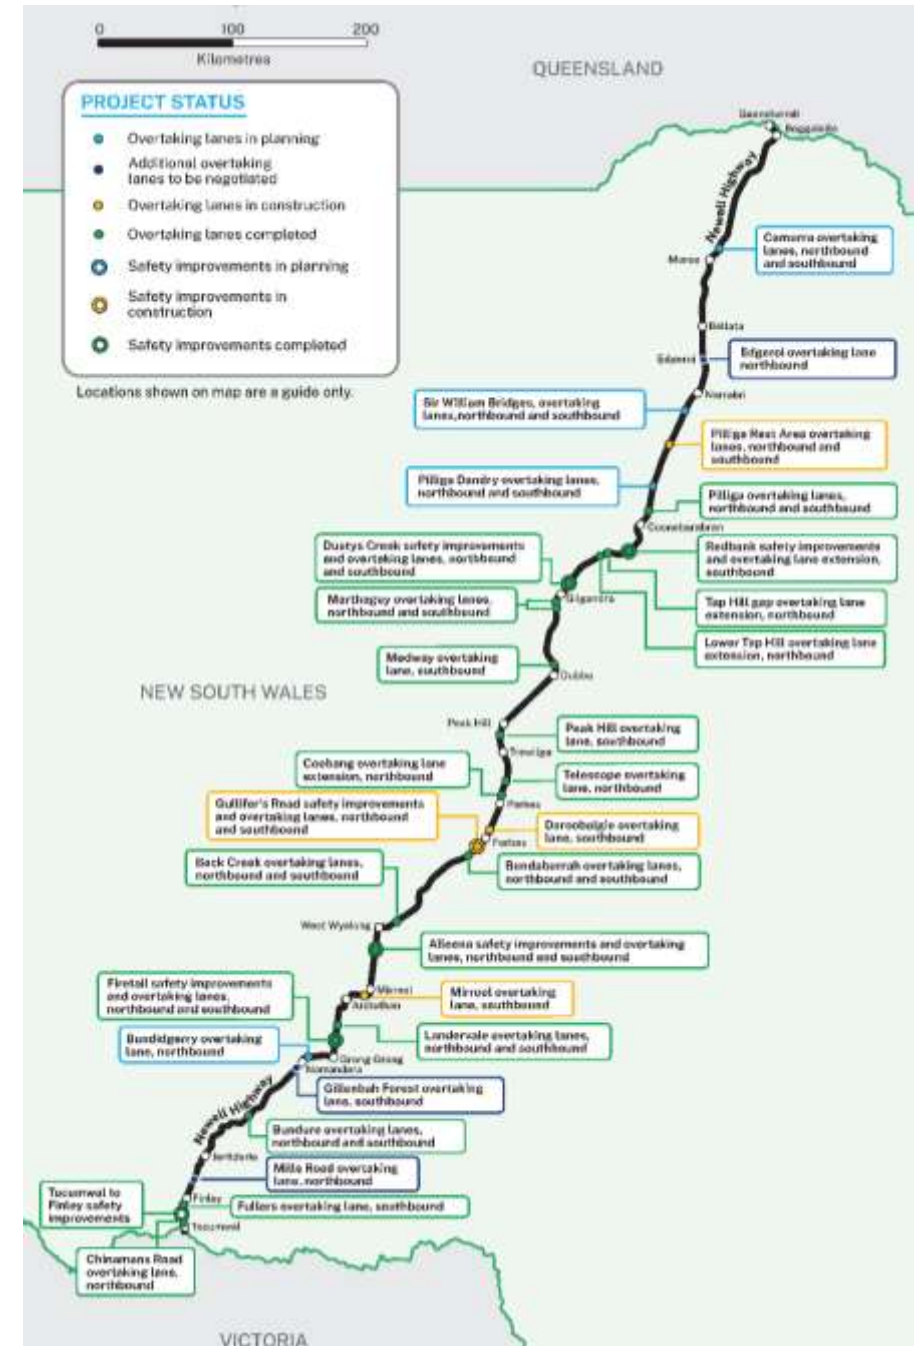 0 100 200
Kilometres
QUEENSLAND
PROJECT STATUS
Overtaking lanes in planning
Additional overtaking
lanes to be negotiated
Overtaking lanes in construction
Overtaking lanes completed
Safety improvements in planning
Safety improvements in
construction
Safety improvements completed
Locations shown on map are a guide only.
Boggabilla
Newell Highway
Camurra overtaking
lanes, northbound
and southbound
Moree
Bellata
Edgeroi
Edgeroi overtaking lane
northbound
Narrabri
Sir William Bridges, overtaking
lanes, northbound and southbound
Pilliga Rest Area overtaking
lanes, northbound and
southbound
Pilliga Dandry overtaking lanes,
northbound and southbound
Pilliga overtaking lanes,
northbound and southbound
Coonabarabran
Dustys Creek safety improvements
and overtaking lanes, northbound
and southbound
Redbank safety improvements
and overtaking lane extension,
southbound
Marthaguy overtaking lanes,
northbound and southbound
Gilgandra
Tap Hill gap overtaking lane
extension, northbound
Lower Tap Hill overtaking lane
extension, northbound
Medway overtaking
lane, southbound
Dubbo
NEW SOUTH WALES
Peak Hill
Peak Hill overtaking
lane, southbound
Trewilga
Coobang overtaking lane
extension, northbound
Telescope overtaking
lane, northbound
Parkes
Gullifer's Road safety improvements
and overtaking lanes, northbound
and southbound
Daroobalgie overtaking
lane, southbound
Forbes
Back Creek overtaking lanes,
northbound and southbound
Bundaburrah overtaking lanes,
northbound and southbound
West Wyalong
Alleena safety improvements and overtaking
lanes, northbound and southbound
Firetail safety improvements
and overtaking lanes,
northbound and southbound
Mirrool
Mirrool overtaking
lane, southbound
Ardlethan
Bundidgerry overtaking
lane, northbound
Landervale overtaking lanes,
northbound and southbound
Grong Grong
Narrandera
Gillenbah Forest overtaking
lane, southbound
Newell Highway
Bundure overtaking lanes,
northbound and southbound
Jerilderie
Mills Road overtaking
lane, northbound
Tocumwal to
Finley safety
improvements
Finley
Fullers overtaking lane, southbound
Tocumwal
Chinamans Road
overtaking lane,
northbound
VICTORIA